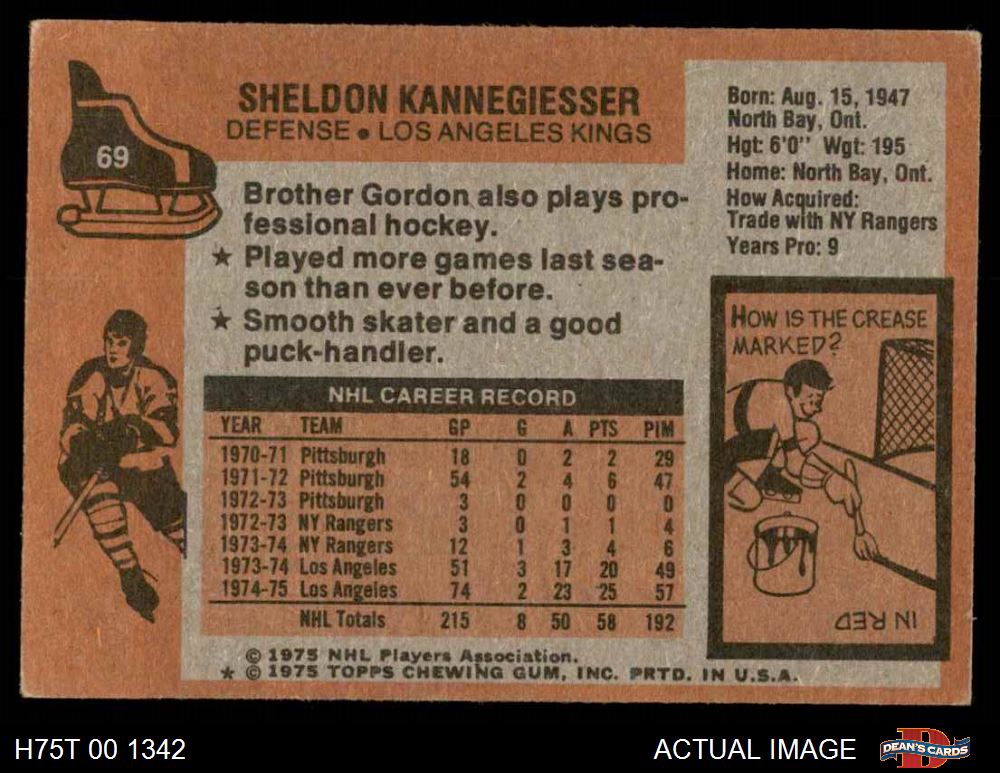 69
SHELDON KANNEGIESSER
DEFENSE • LOS ANGELES KINGS
Born: Aug. 15, 1947
North Bay, Ont.
Hgt: 6'0" Wgt: 195
Home: North Bay, Ont.
How Acquired:
Trade with NY Rangers
Years Pro: 9
Brother Gordon also plays pro-
fessional hockey.
★ Played more games last sea-
son than ever before.
★ Smooth skater and a good
puck-handler.
NHL CAREER RECORD
YEAR TEAM GP G A PTS PIM
1970-71 Pittsburgh 18 0 2 2 29
1971-72 Pittsburgh 54 2 4 6 47
1972-73 Pittsburgh 3 0 0 0 0
1972-73 NY Rangers 3 0 1 1 4
1973-74 NY Rangers 12 1 3 4 6
1973-74 Los Angeles 51 3 17 20 49
1974-75 Los Angeles 74 2 23 25 57
NHL Totals 215 8 50 58 192
HOW IS THE CREASE
MARKED?
IN RED
© 1975 NHL Players Association.
★ © 1975 TOPPS CHEWING GUM, INC. PRTD. IN U.S.A.
H75T 00 1342
ACTUAL IMAGE
DEAN'S CARDS